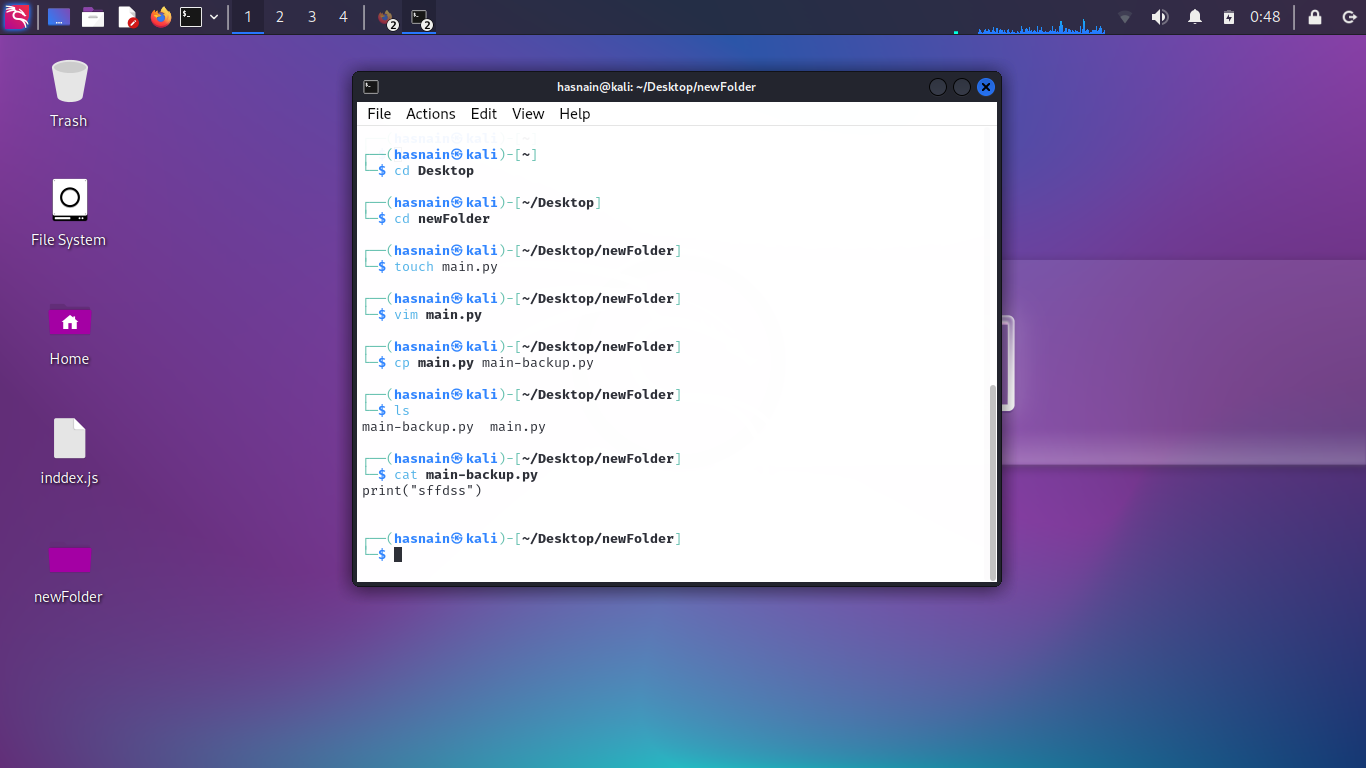 1 2 3 4 2 2 0:48
Trash
File System
Home
inddex.js
newFolder
hasnain@kali: ~/Desktop/newFolder
File Actions Edit View Help
┌──(hasnain㉿kali)-[~]
└─$ cd Desktop
┌──(hasnain㉿kali)-[~/Desktop]
└─$ cd newFolder
┌──(hasnain㉿kali)-[~/Desktop/newFolder]
└─$ touch main.py
┌──(hasnain㉿kali)-[~/Desktop/newFolder]
└─$ vim main.py
┌──(hasnain㉿kali)-[~/Desktop/newFolder]
└─$ cp main.py main-backup.py
┌──(hasnain㉿kali)-[~/Desktop/newFolder]
└─$ ls
main-backup.py  main.py
┌──(hasnain㉿kali)-[~/Desktop/newFolder]
└─$ cat main-backup.py
print("sffdss")
┌──(hasnain㉿kali)-[~/Desktop/newFolder]
└─$